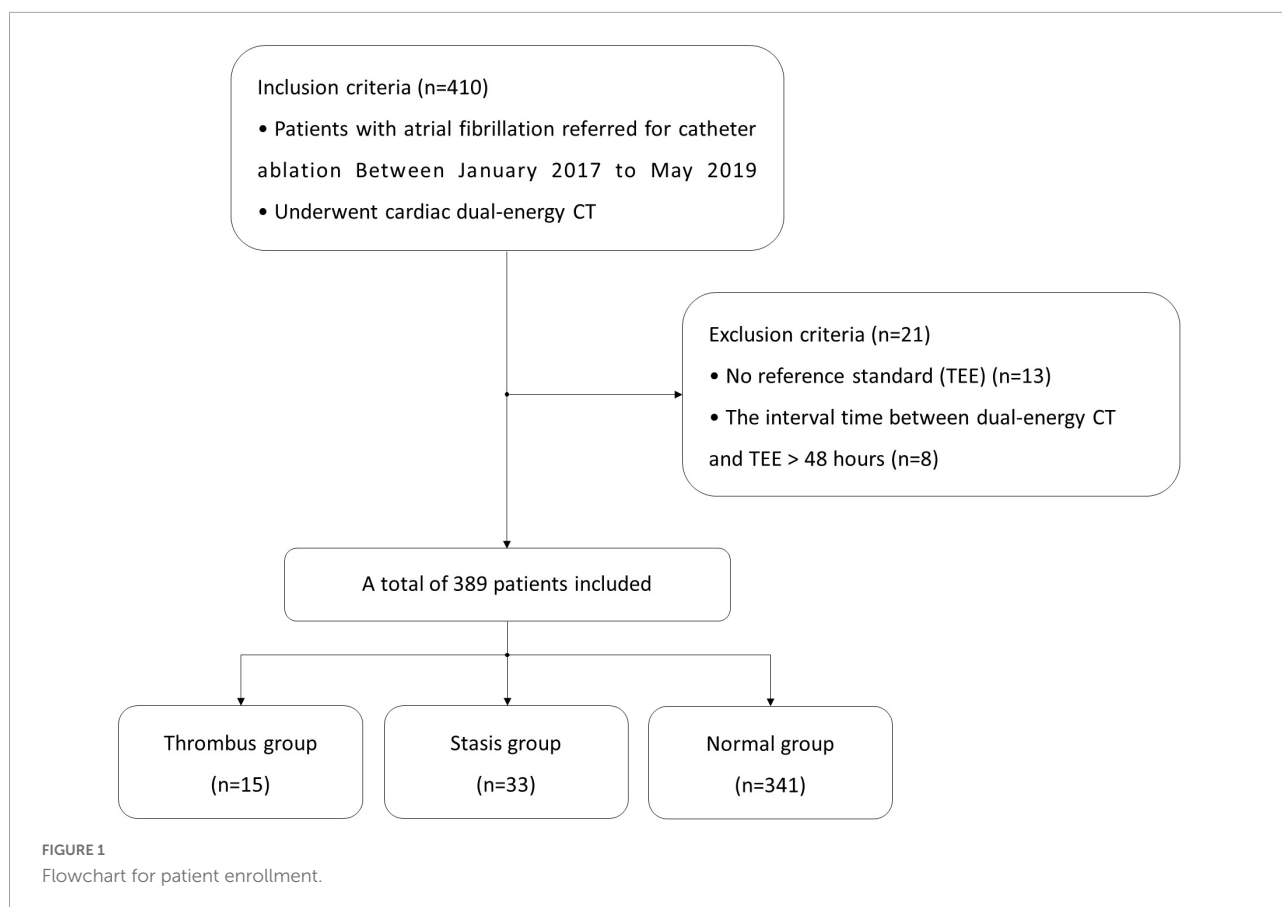 Inclusion criteria (n=410)
• Patients with atrial fibrillation referred for catheter
ablation Between January 2017 to May 2019
• Underwent cardiac dual-energy CT
Exclusion criteria (n=21)
• No reference standard (TEE) (n=13)
• The interval time between dual-energy CT
and TEE > 48 hours (n=8)
A total of 389 patients included
Thrombus group
(n=15)
Stasis group
(n=33)
Normal group
(n=341)
FIGURE 1
Flowchart for patient enrollment.